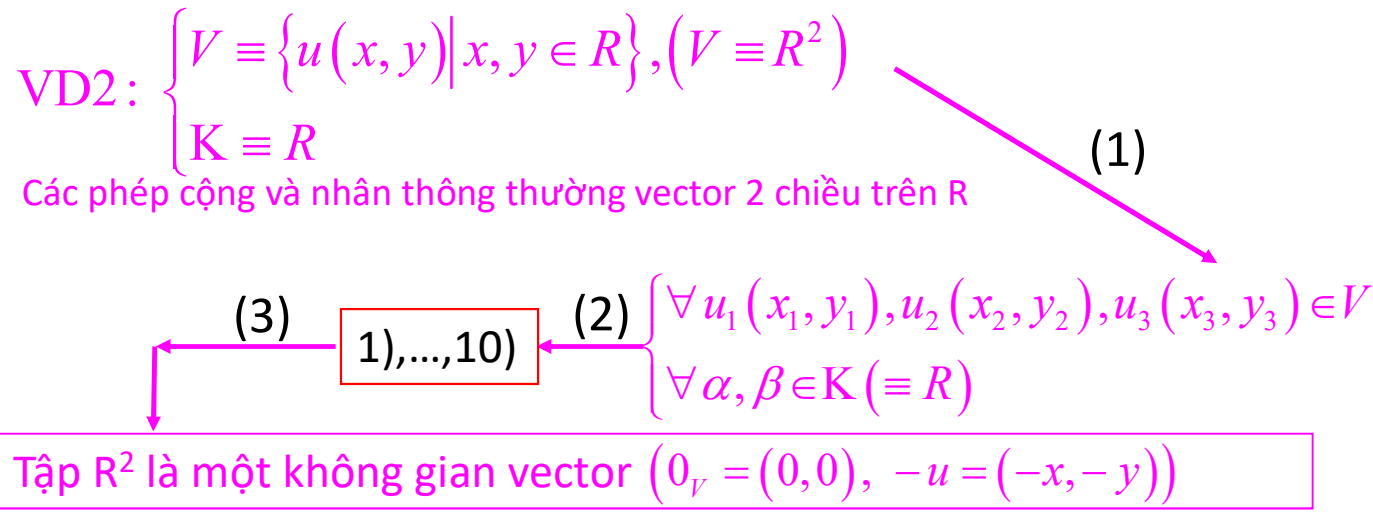 VD2: { V ≡ {u(x, y)| x, y ∈ R}, (V ≡ R²)
K ≡ R
(1)
Các phép cộng và nhân thông thường vector 2 chiều trên R
(3) 1),...,10) (2) { ∀ u₁(x₁, y₁), u₂(x₂, y₂), u₃(x₃, y₃) ∈ V
∀ α, β ∈ K (≡ R)
Tập R² là một không gian vector (0_V = (0,0), −u = (−x,−y))